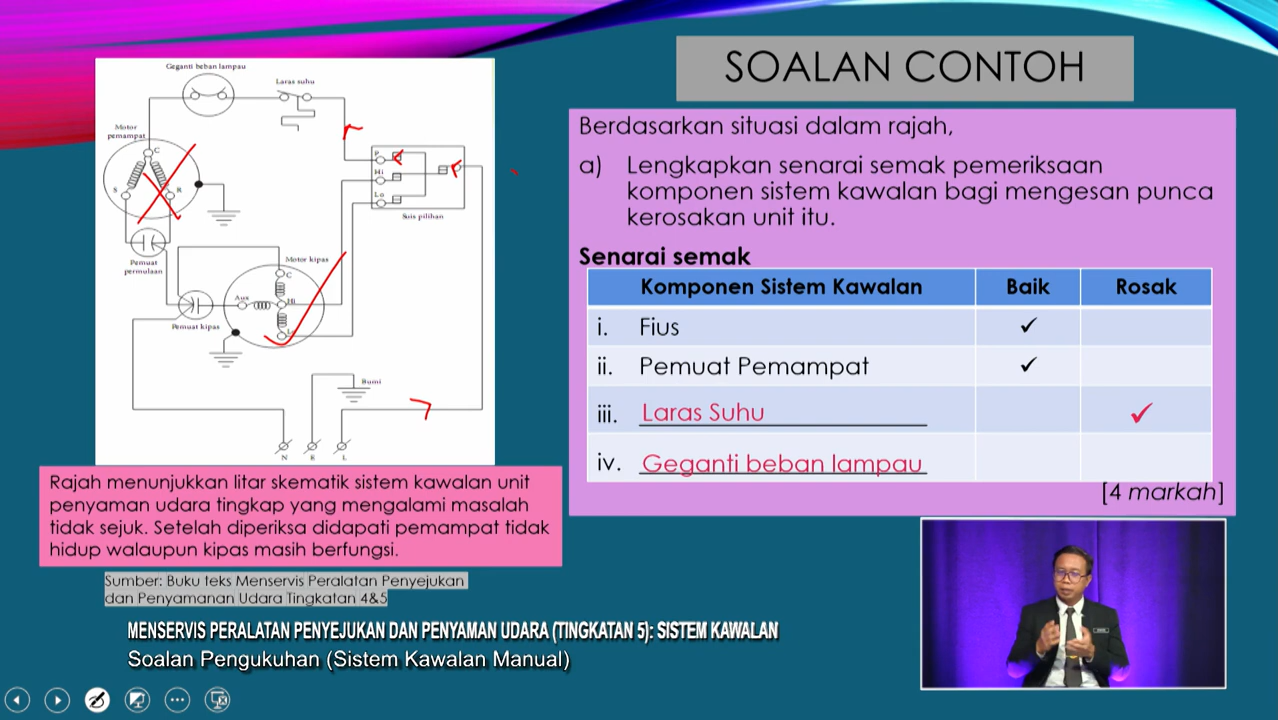 SOALAN CONTOH
Geganti beban lampau
Laras suhu
Motor
pemampat
C
S
R
P
Hi
Lo
Suis pilihan
Pemuat
permulaan
Motor kipas
C
Aux
Hi
Pemuat kipas
Bumi
N
E
L
Rajah menunjukkan litar skematik sistem kawalan unit
penyaman udara tingkap yang mengalami masalah
tidak sejuk. Setelah diperiksa didapati pemampat tidak
hidup walaupun kipas masih berfungsi.
Sumber: Buku teks Menservis Peralatan Penyejukan
dan Penyamanan Udara Tingkatan 4&5
Berdasarkan situasi dalam rajah,
a) Lengkapkan senarai semak pemeriksaan
komponen sistem kawalan bagi mengesan punca
kerosakan unit itu.
Senarai semak
Komponen Sistem Kawalan Baik Rosak
i. Fius ✓
ii. Pemuat Pemampat ✓
iii. Laras Suhu ✓
iv. Geganti beban lampau
[4 markah]
MENSERVIS PERALATAN PENYEJUKAN DAN PENYAMAN UDARA (TINGKATAN 5): SISTEM KAWALAN
Soalan Pengukuhan (Sistem Kawalan Manual)